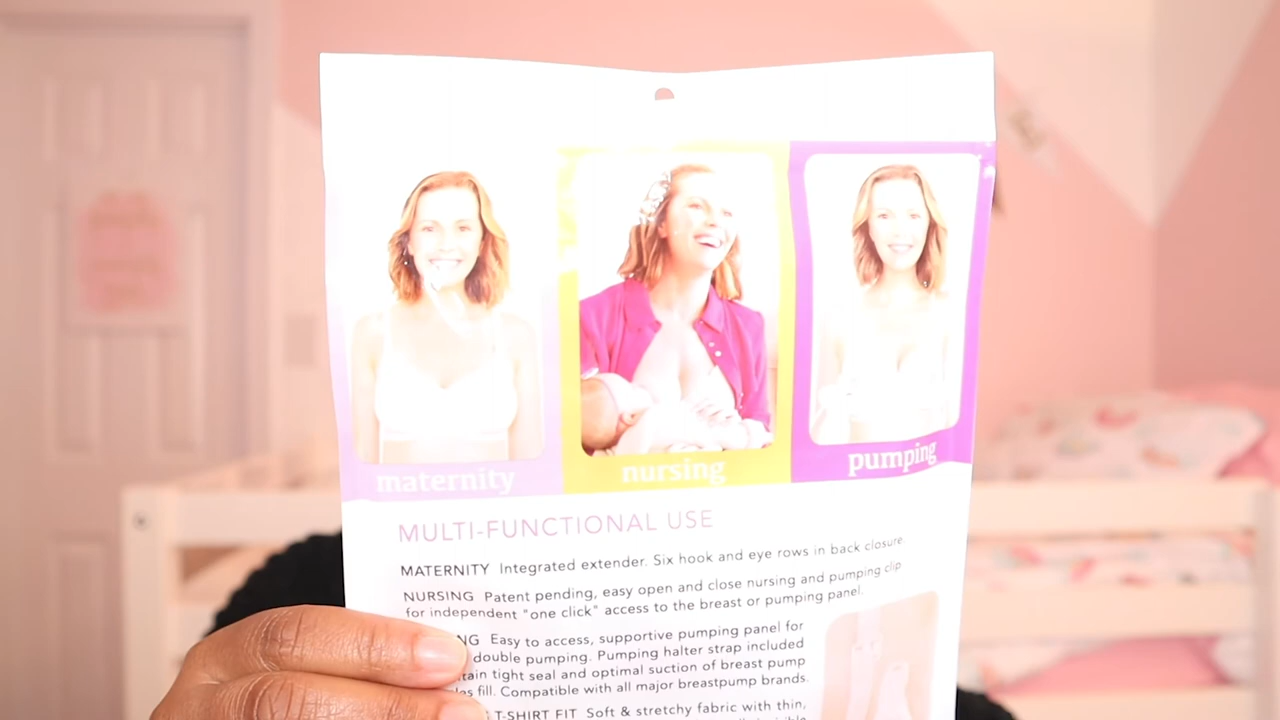 maternity nursing pumping
MULTI-FUNCTIONAL USE
MATERNITY Integrated extender. Six hook and eye rows in back closure.
NURSING Patent pending, easy open and close nursing and pumping clip
for independent "one click" access to the breast or pumping panel.
NG Easy to access, supportive pumping panel for
double pumping. Pumping halter strap included
tain tight seal and optimal suction of breast pump
fill. Compatible with all major breastpump brands.
T-SHIRT FIT Soft & stretchy fabric with thin,